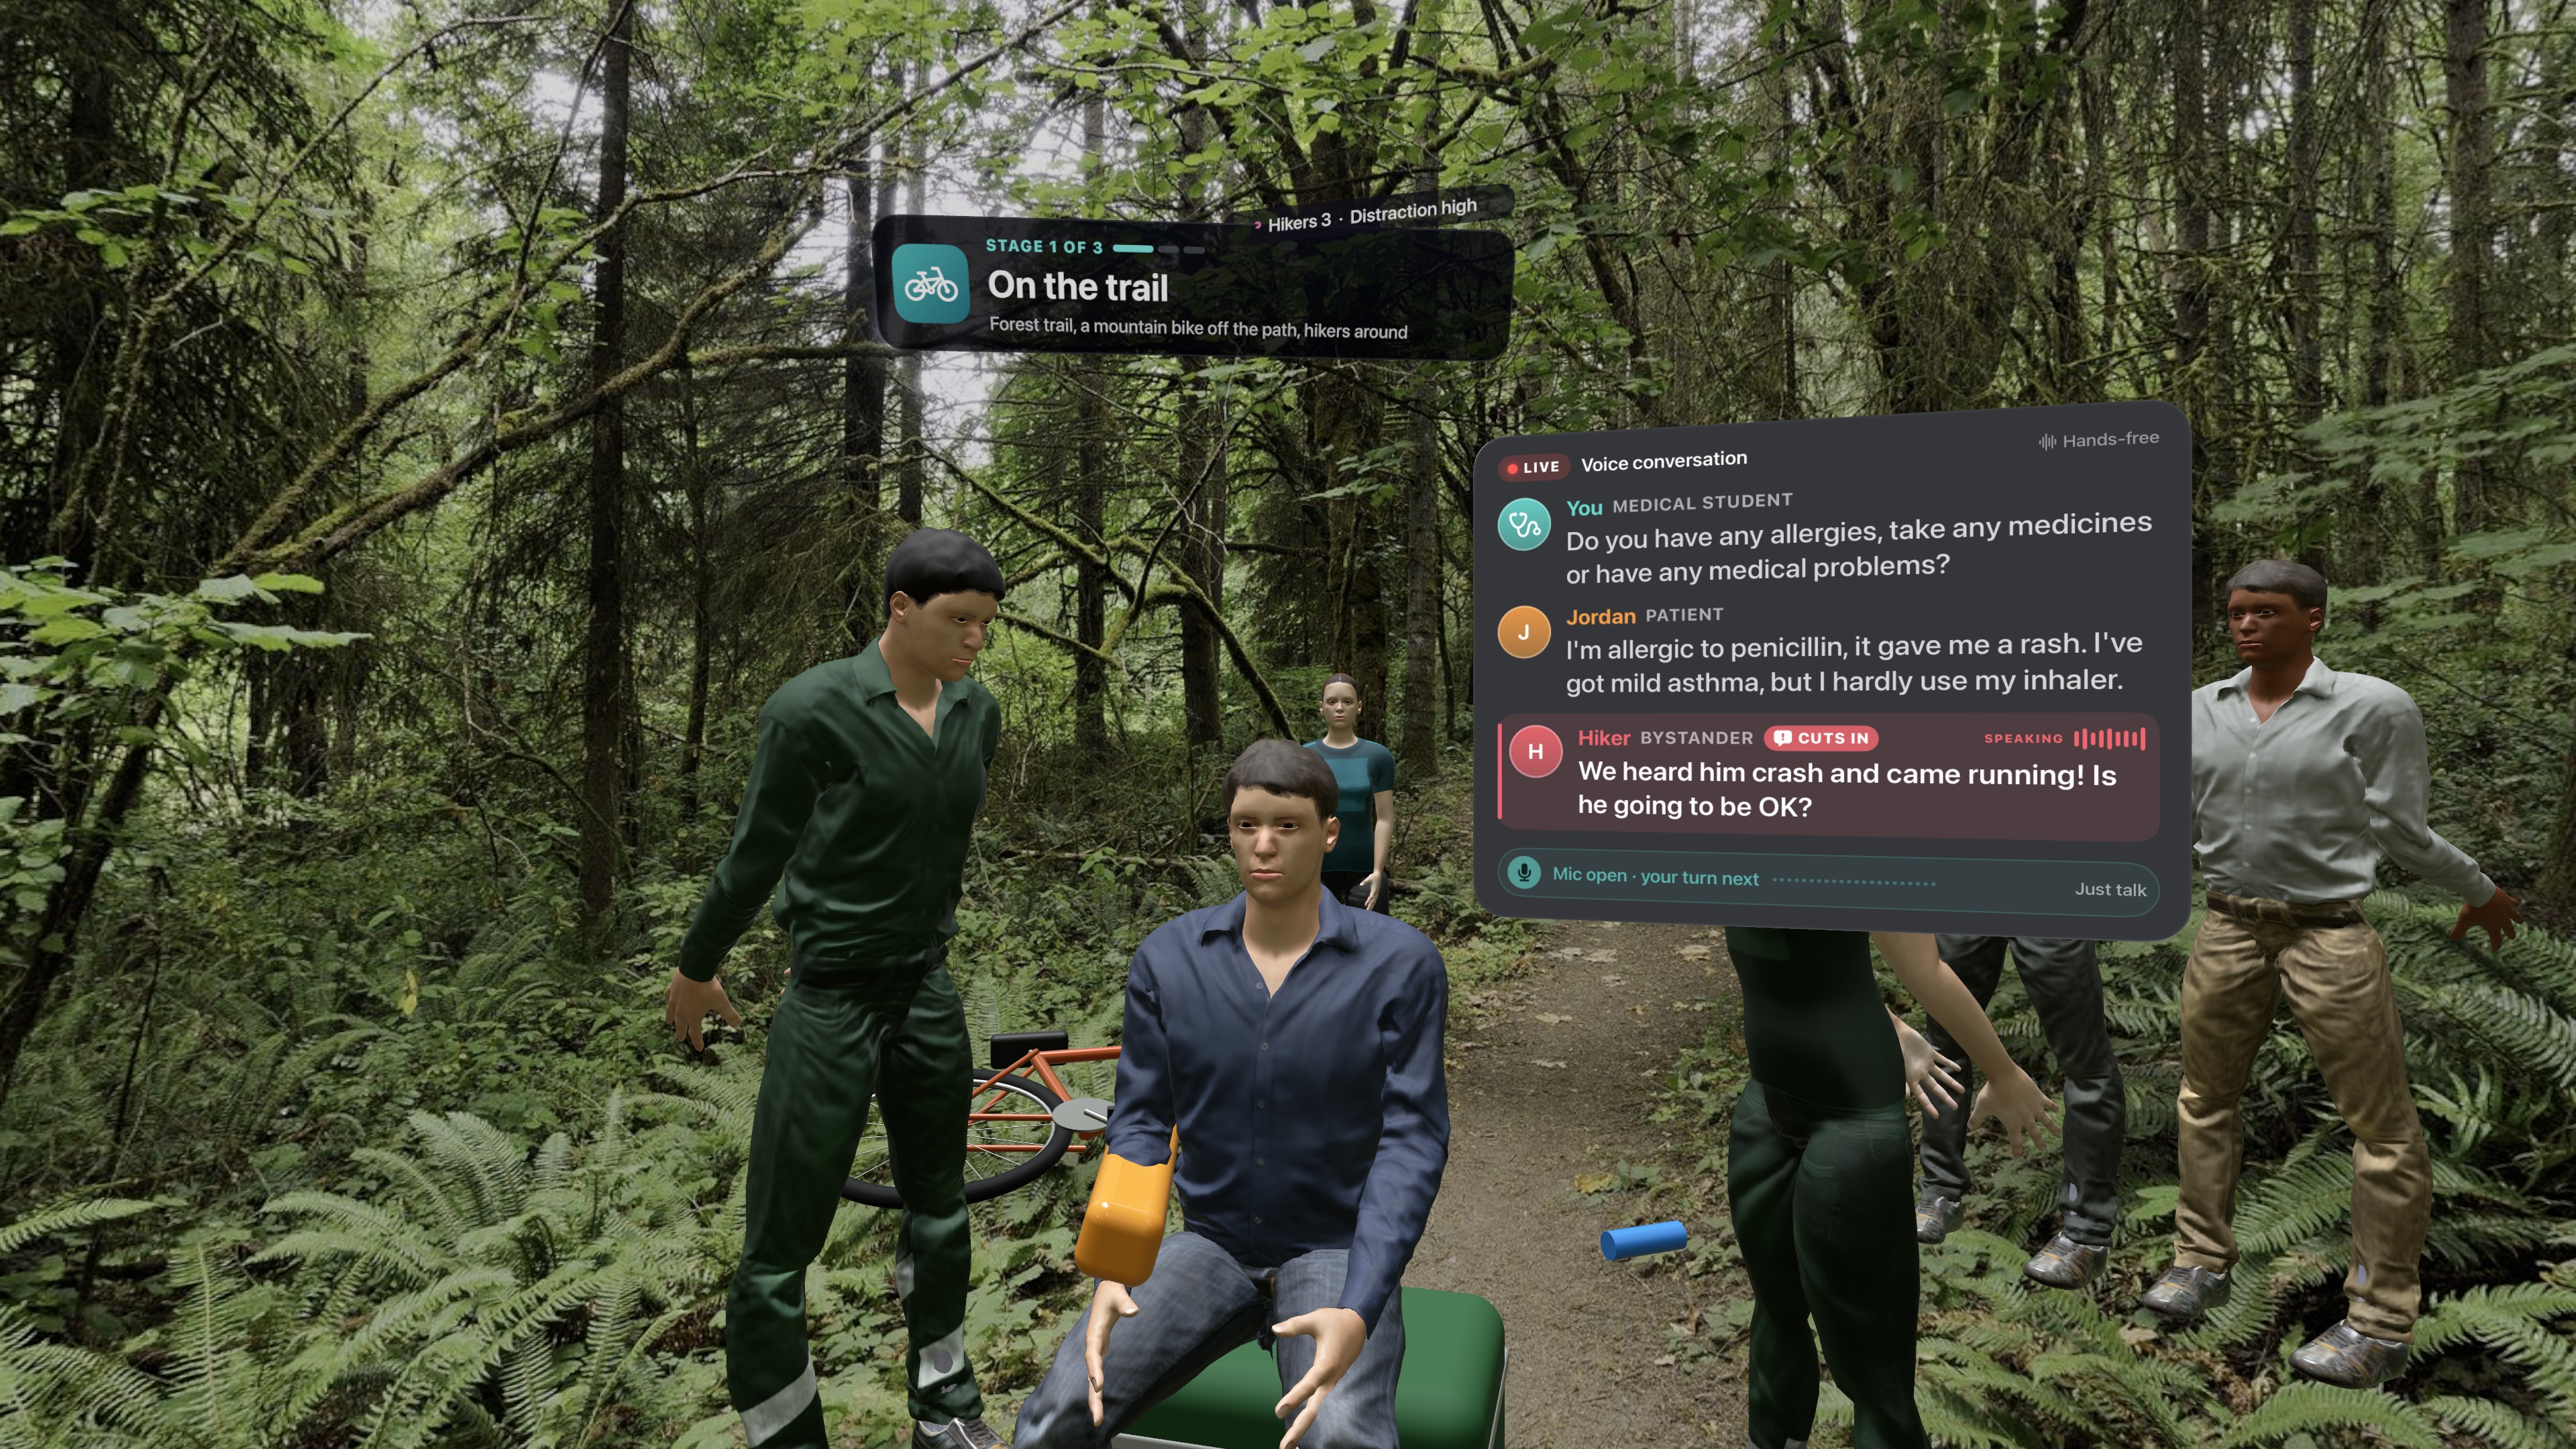 Hikers 3 · Distraction high
STAGE 1 OF 3
On the trail
Forest trail, a mountain bike off the path, hikers around
LIVE Voice conversation
Hands-free
You MEDICAL STUDENT
Do you have any allergies, take any medicines
or have any medical problems?
J
Jordan PATIENT
I'm allergic to penicillin, it gave me a rash. I've
got mild asthma, but I hardly use my inhaler.
H
Hiker BYSTANDER CUTS IN
SPEAKING
We heard him crash and came running! Is
he going to be OK?
Mic open · your turn next
Just talk